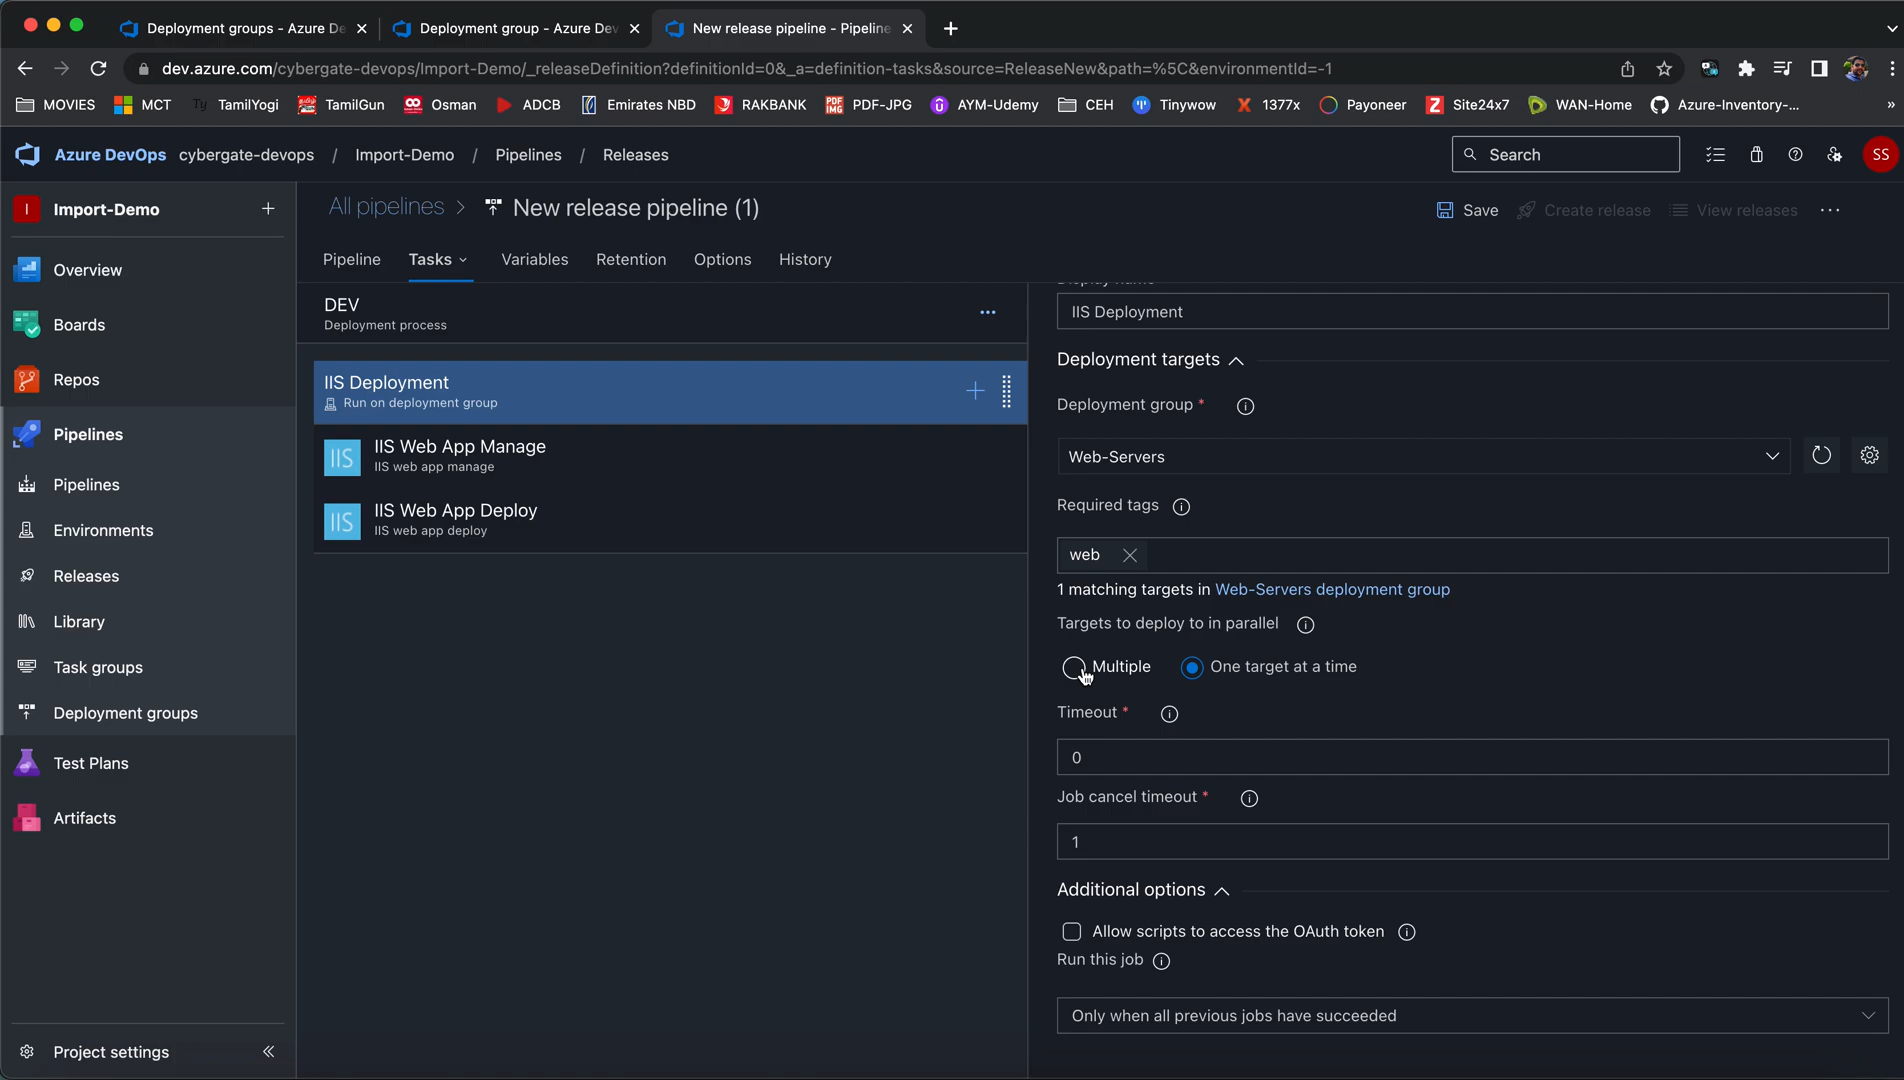 Deployment groups - Azure De
Deployment group - Azure Dev
New release pipeline - Pipeline
dev.azure.com/cybergate-devops/Import-Demo/_releaseDefinition?definitionId=0&_a=definition-tasks&source=ReleaseNew&path=%5C&environmentId=-1
MOVIES MCT Ty TamilYogi TamilGun Osman ADCB Emirates NBD RAKBANK PDF-JPG AYM-Udemy CEH Tinywow 1377x Payoneer Site24x7 WAN-Home Azure-Inventory-... »
Azure DevOps cybergate-devops / Import-Demo / Pipelines / Releases
Search
SS
I Import-Demo +
Overview
Boards
Repos
Pipelines
Pipelines
Environments
Releases
Library
Task groups
Deployment groups
Test Plans
Artifacts
Project settings
All pipelines > New release pipeline (1)
Save Create release View releases ...
Pipeline Tasks Variables Retention Options History
DEV
Deployment process
IIS Deployment
Run on deployment group
IIS IIS Web App Manage
IIS web app manage
IIS IIS Web App Deploy
IIS web app deploy
IIS Deployment
Deployment targets
Deployment group *
Web-Servers
Required tags
web
1 matching targets in Web-Servers deployment group
Targets to deploy to in parallel
Multiple One target at a time
Timeout *
0
Job cancel timeout *
1
Additional options
Allow scripts to access the OAuth token
Run this job
Only when all previous jobs have succeeded